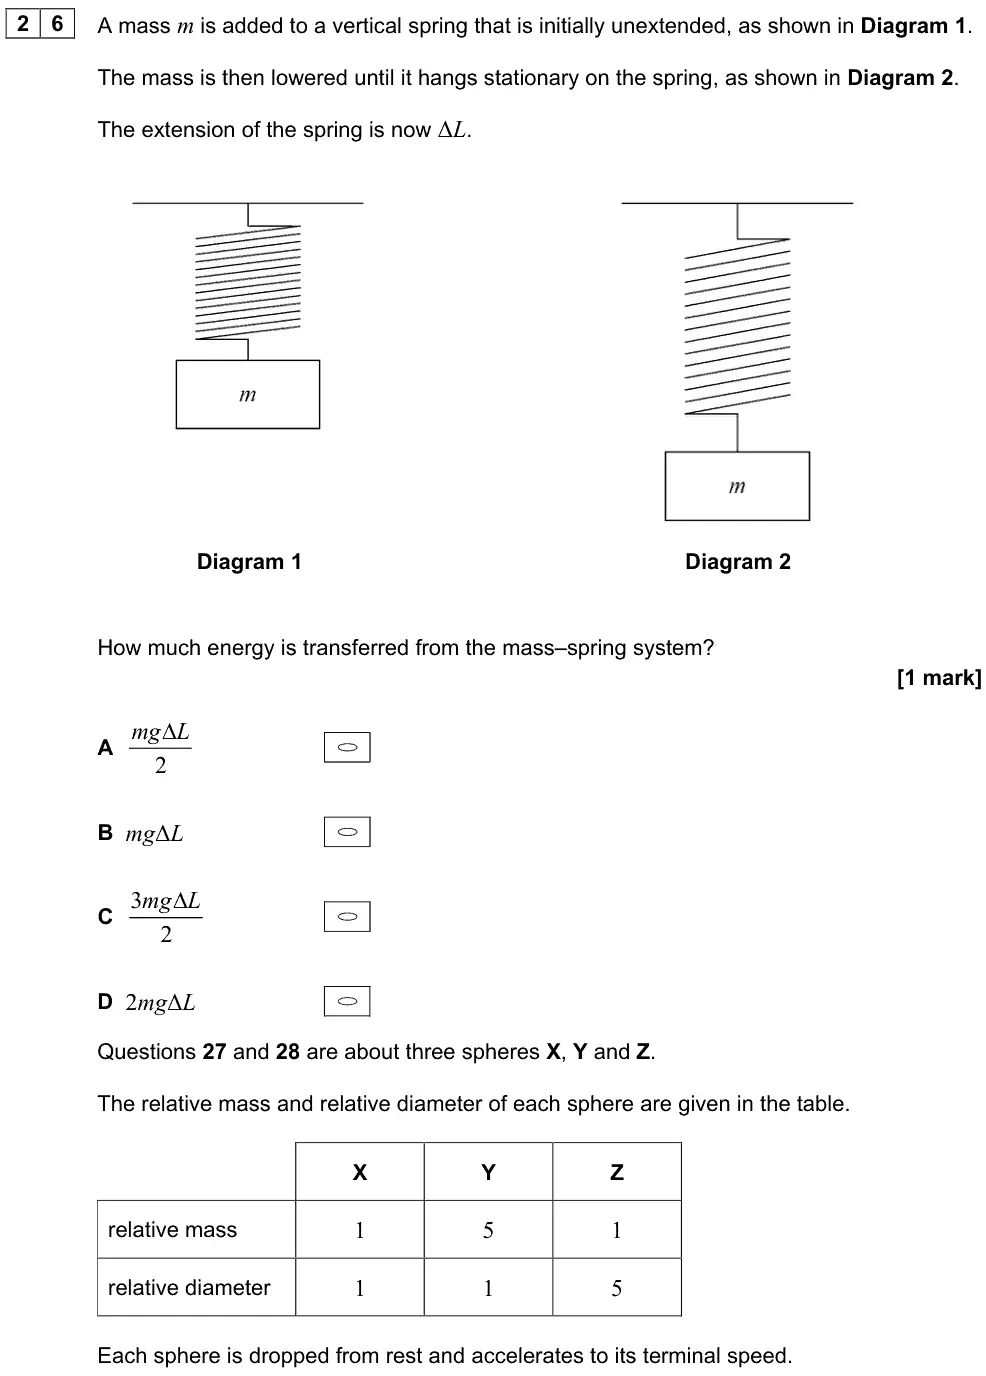 2 6 A mass m is added to a vertical spring that is initially unextended, as shown in Diagram 1.
The mass is then lowered until it hangs stationary on the spring, as shown in Diagram 2.
The extension of the spring is now ΔL.
m
m
Diagram 1 Diagram 2
How much energy is transferred from the mass–spring system?
[1 mark]
A mgΔL/2
B mgΔL
C 3mgΔL/2
D 2mgΔL
Questions 27 and 28 are about three spheres X, Y and Z.
The relative mass and relative diameter of each sphere are given in the table.
X Y Z
relative mass 1 5 1
relative diameter 1 1 5
Each sphere is dropped from rest and accelerates to its terminal speed.